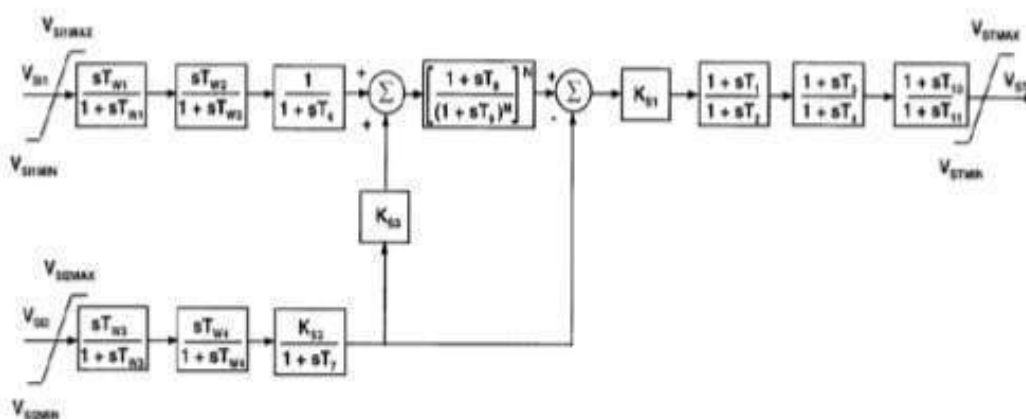 V_SI1MAX
V_SI1
V_SI1MIN
sT_W1
1 + sT_W1
sT_W2
1 + sT_W2
1
1 + sT_6
+
Σ
+
[1 + sT_8
(1 + sT_9)^M]^N
+
Σ
-
K_S1
1 + sT_1
1 + sT_2
1 + sT_3
1 + sT_4
1 + sT_10
1 + sT_11
V_STMAX
V_ST
V_STMIN
K_S3
V_SI2MAX
V_SI2
V_SI2MIN
sT_W3
1 + sT_W3
sT_W4
1 + sT_W4
K_S2
1 + sT_7